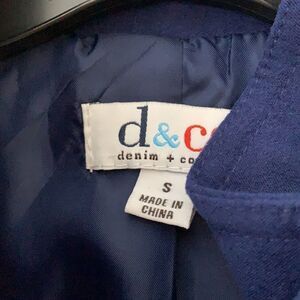 d&c
denim + co
S
MADE IN
CHINA